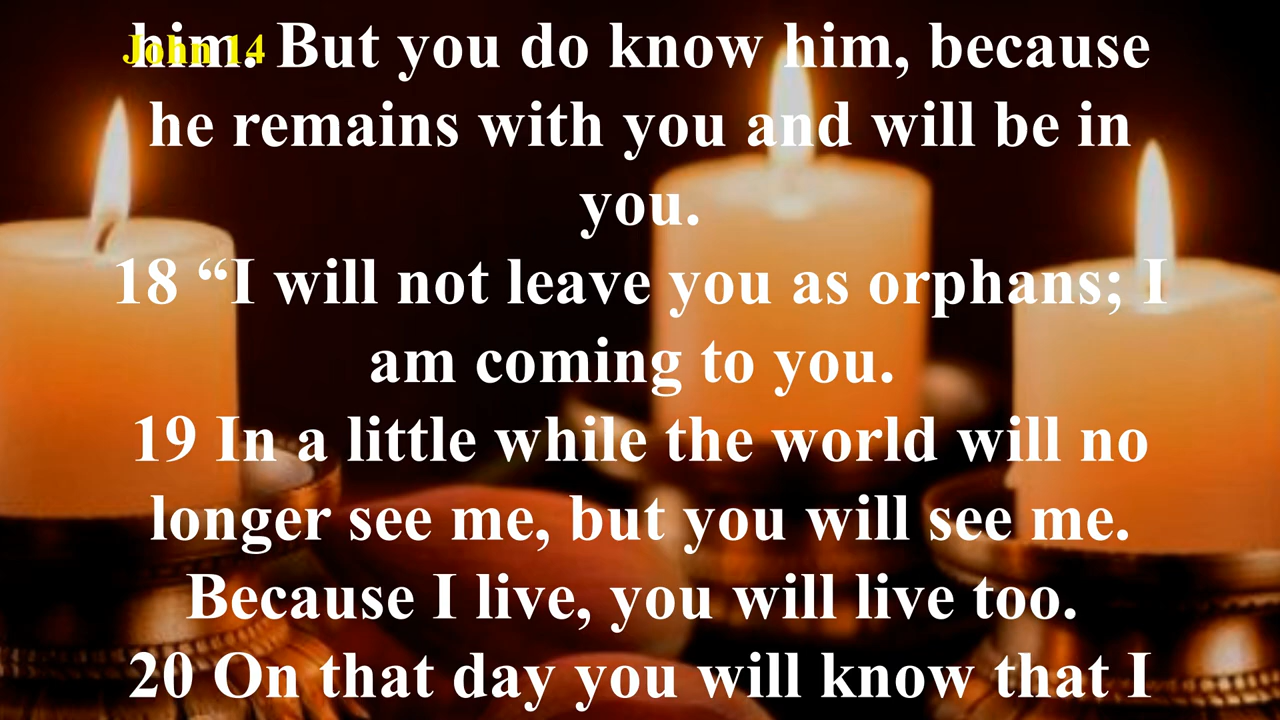 John 14
him. But you do know him, because
he remains with you and will be in
you.
18 “I will not leave you as orphans; I
am coming to you.
19 In a little while the world will no
longer see me, but you will see me.
Because I live, you will live too.
20 On that day you will know that I